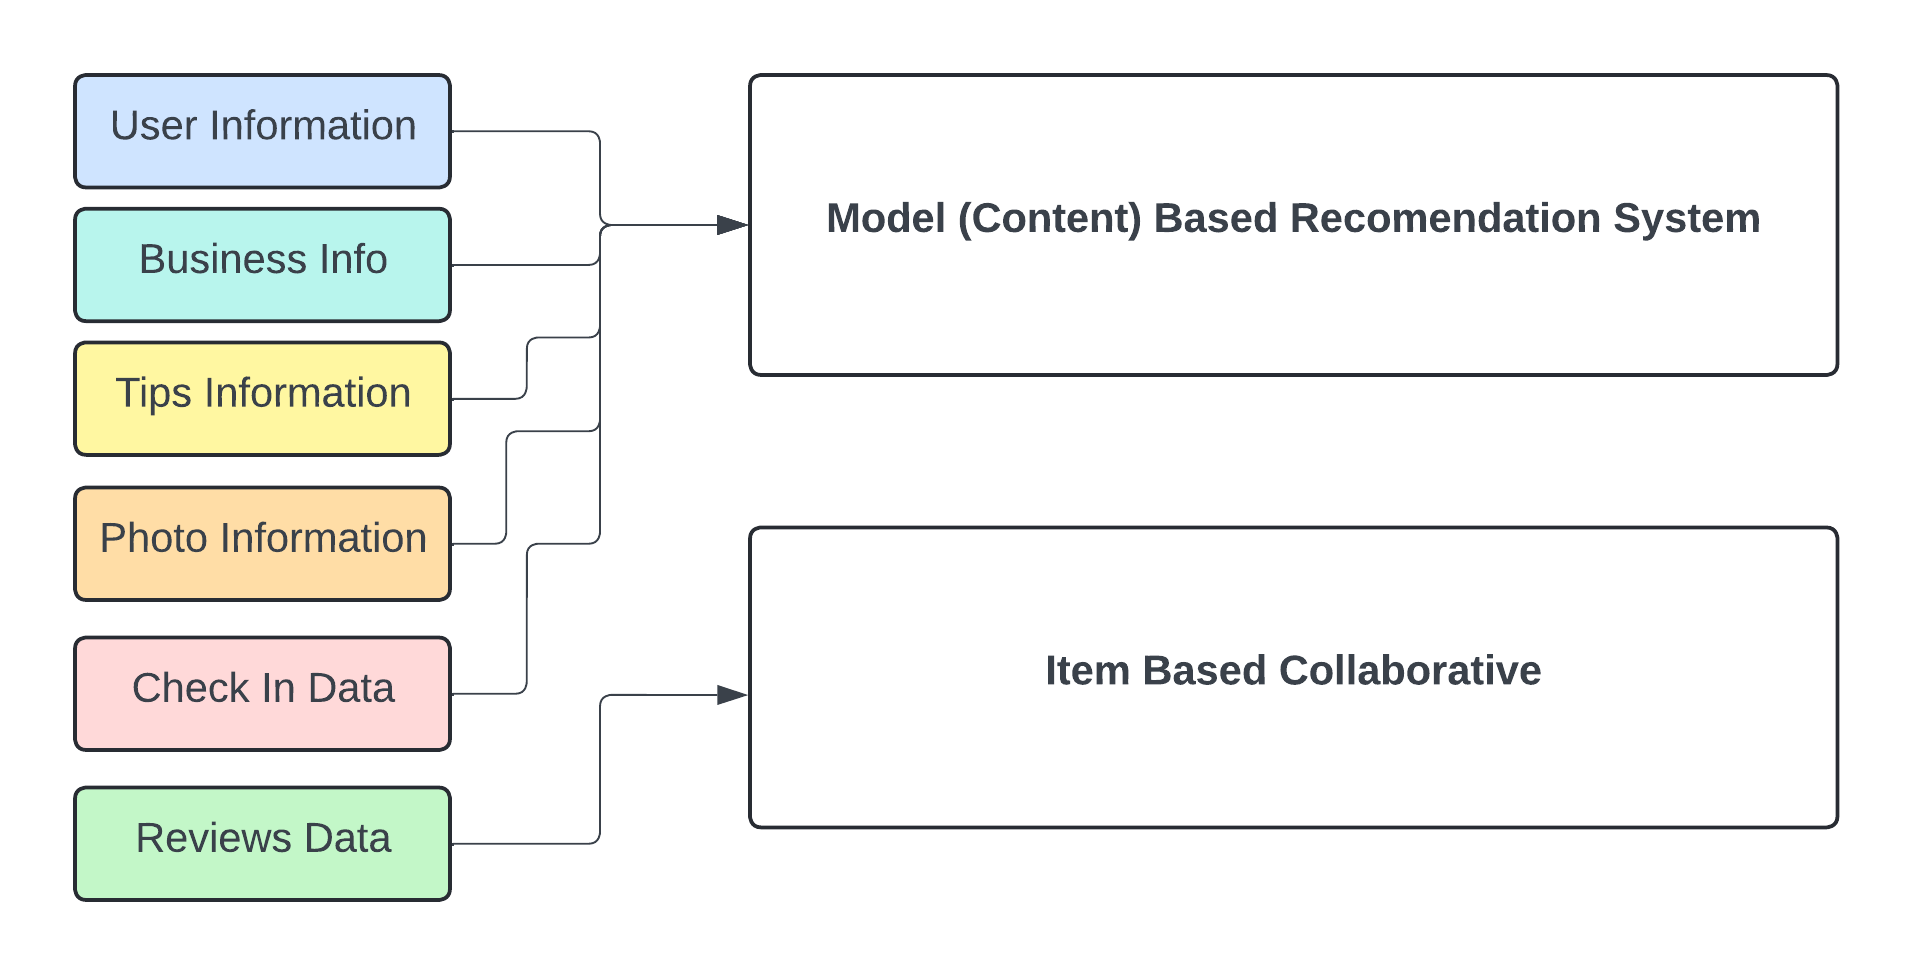 User Information
Business Info
Tips Information
Photo Information
Check In Data
Reviews Data
Model (Content) Based Recomendation System
Item Based Collaborative